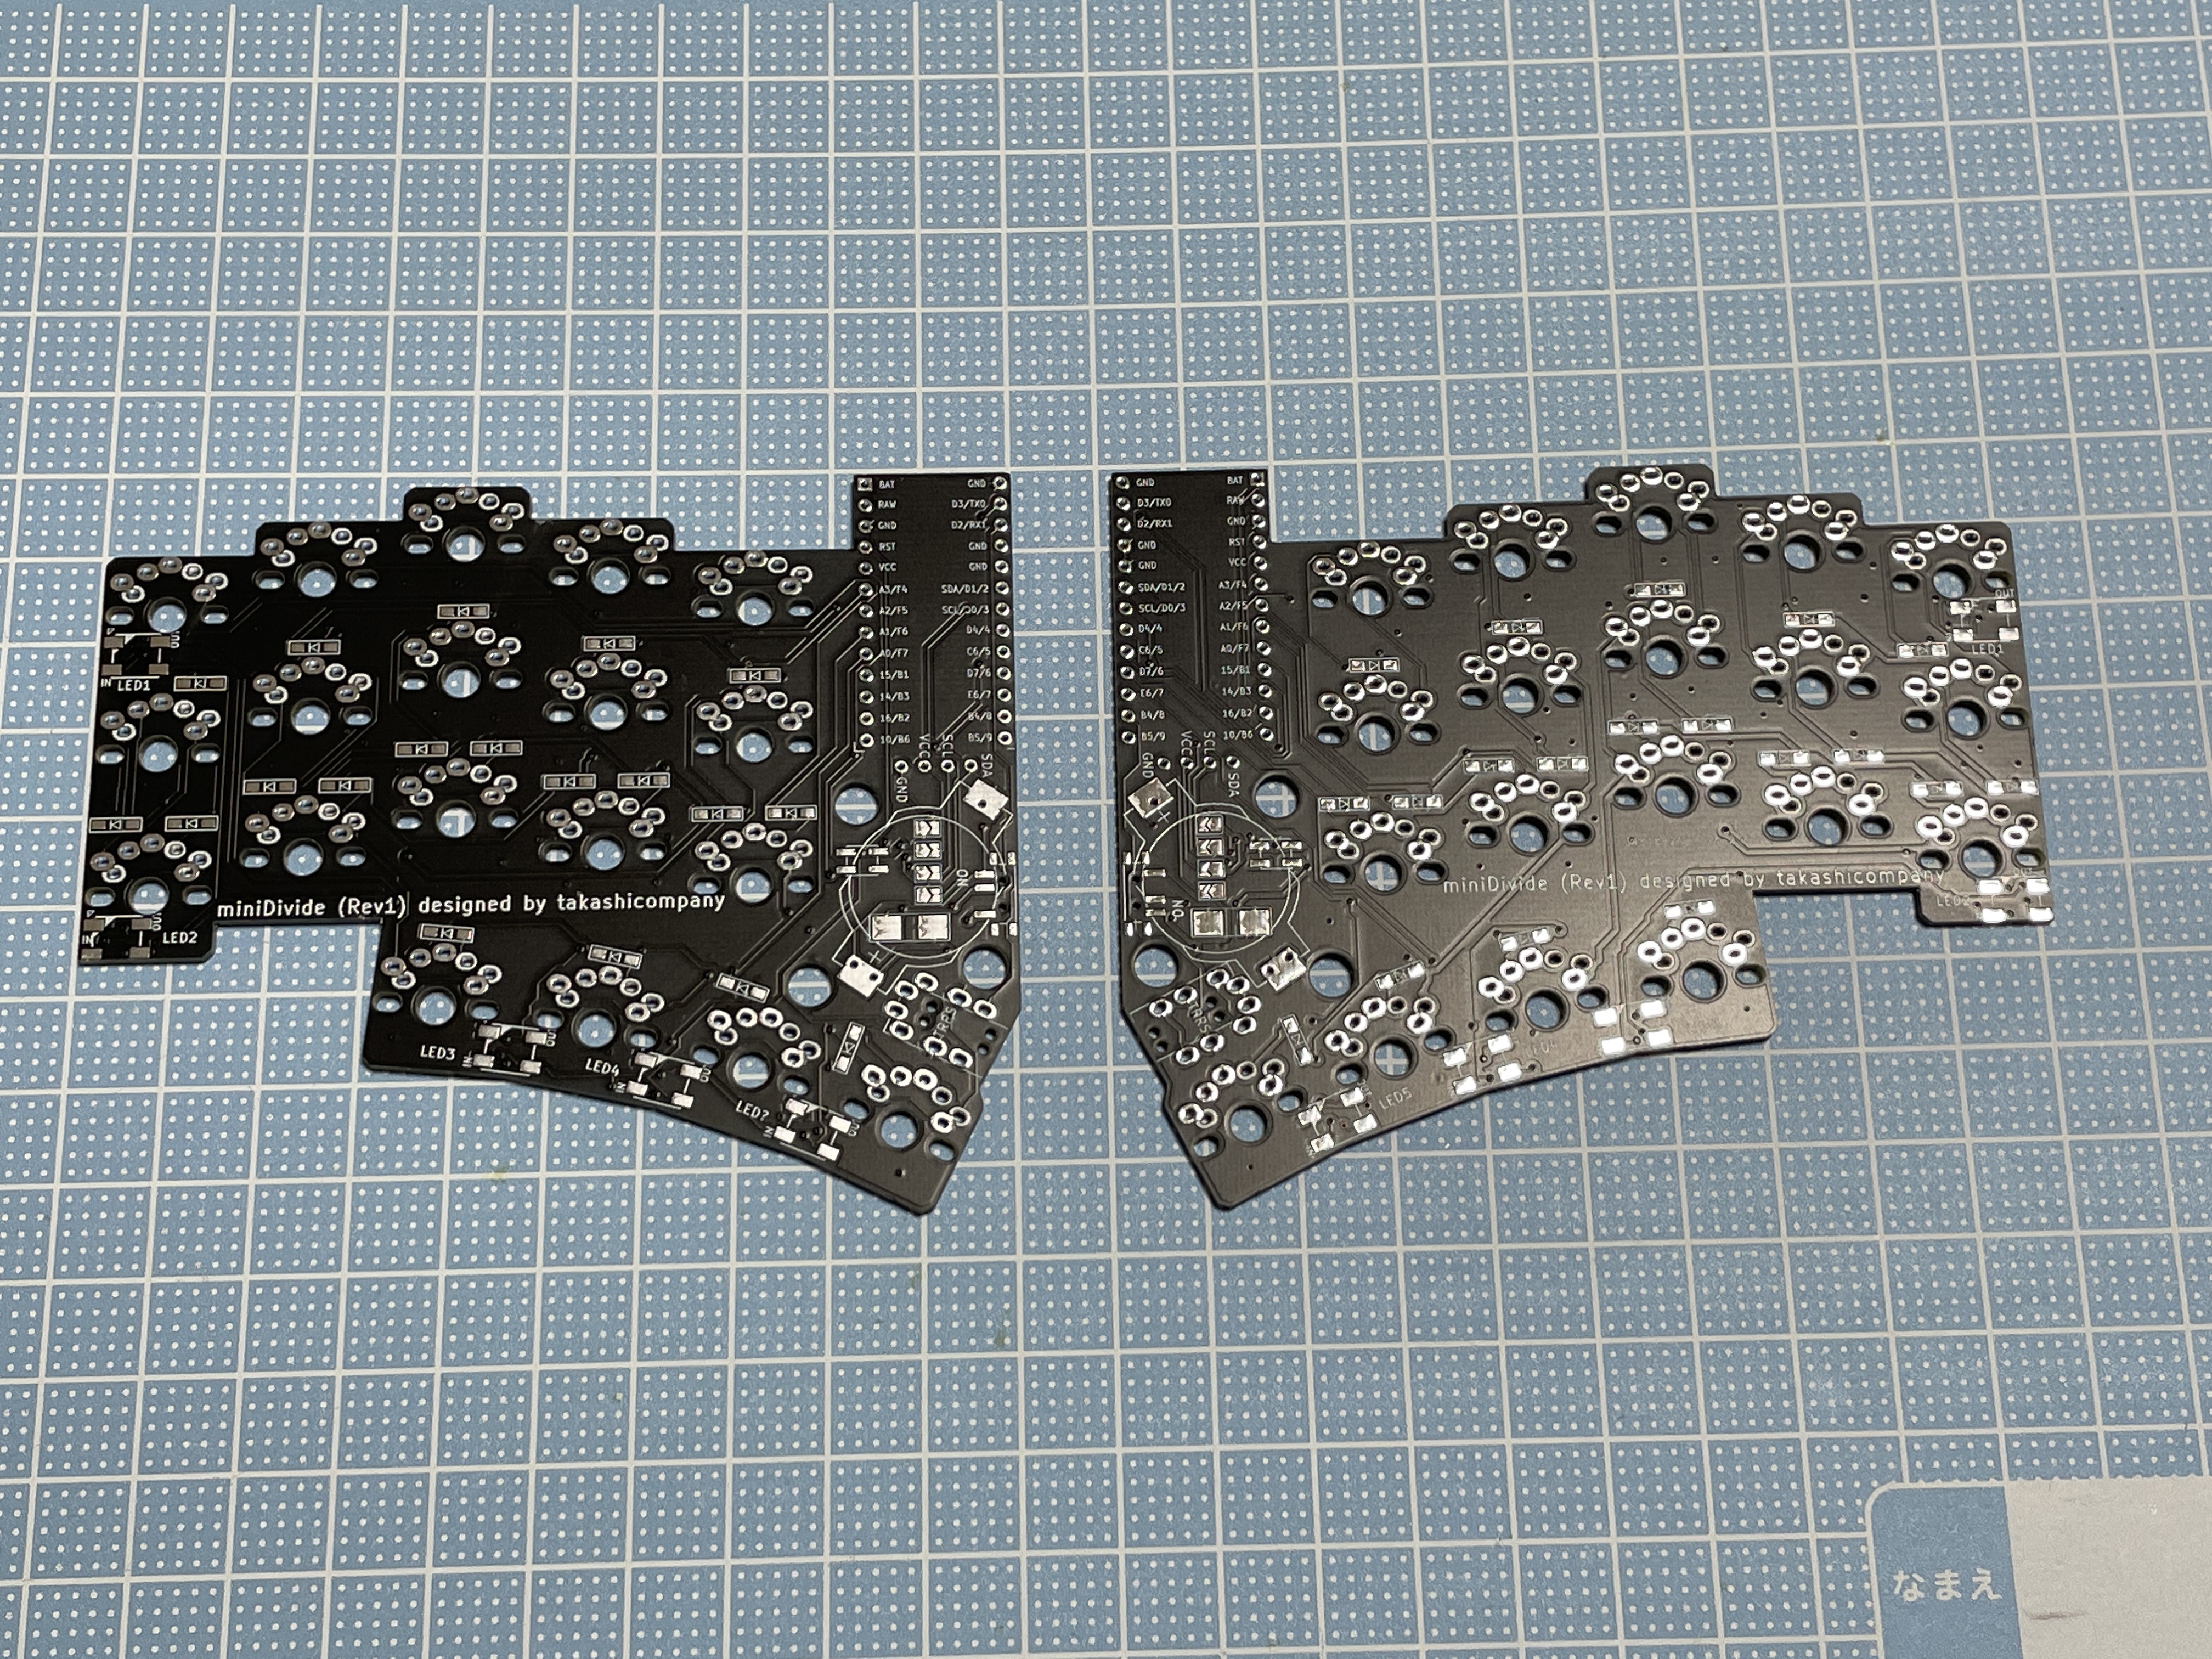 BAT GND
RAW D3/TX0
GND D2/RX1
RST GND
VCC GND
A3/F4 SDA/D1/2
A2/F5 SCL/D0/3
A1/F6 D4/4
A0/F7 C6/5
15/B1 D7/6
14/B3 E6/7
16/B2 B4/8
10/B6 B5/9
GND VCC SCL SDA
LED1
IN
ON
miniDivide (Rev1) designed by takashicompany
LED2
IN
LED3
LED4
LED?
GND BAT
D3/TX0 RAW
D2/RX1 GND
GND RST
GND VCC
SDA/D1/2 A3/F4
SCL/D0/3 A2/F5
D4/4 A1/F6
C6/5 A0/F7
D7/6 15/B1
E6/7 14/B3
B4/8 16/B2
B5/9 10/B6
GND VCC SCL SDA
OUT
LED1
miniDivide (Rev1) designed by takashicompany
LED2
LED5
なまえ